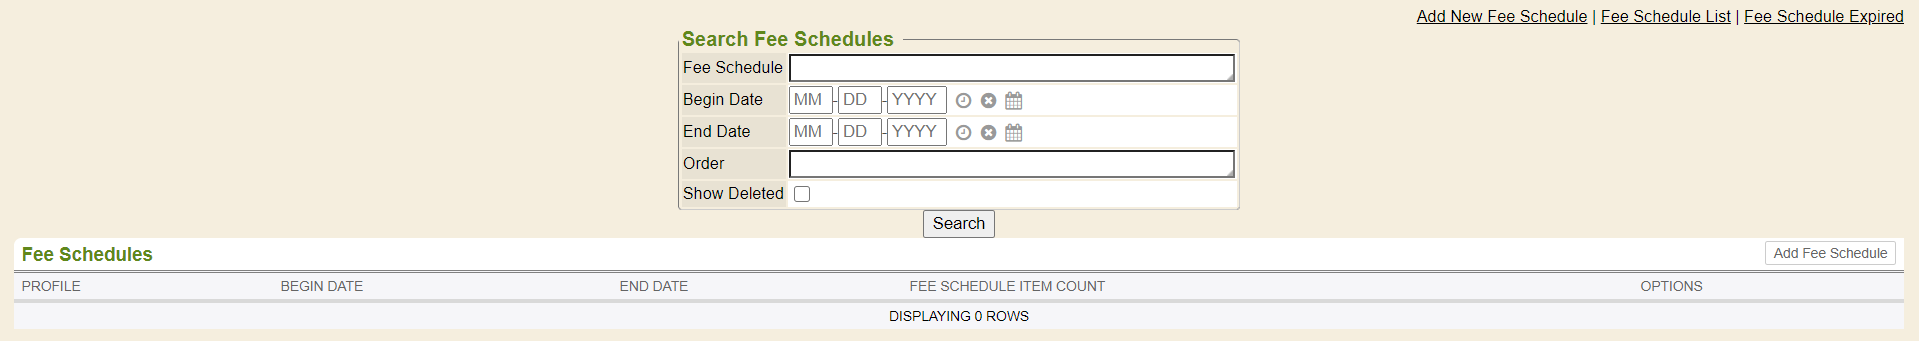 Add New Fee Schedule | Fee Schedule List | Fee Schedule Expired
Search Fee Schedules
Fee Schedule
Begin Date MM - DD - YYYY
End Date MM - DD - YYYY
Order
Show Deleted
Search
Fee Schedules Add Fee Schedule
PROFILE BEGIN DATE END DATE FEE SCHEDULE ITEM COUNT OPTIONS
DISPLAYING 0 ROWS